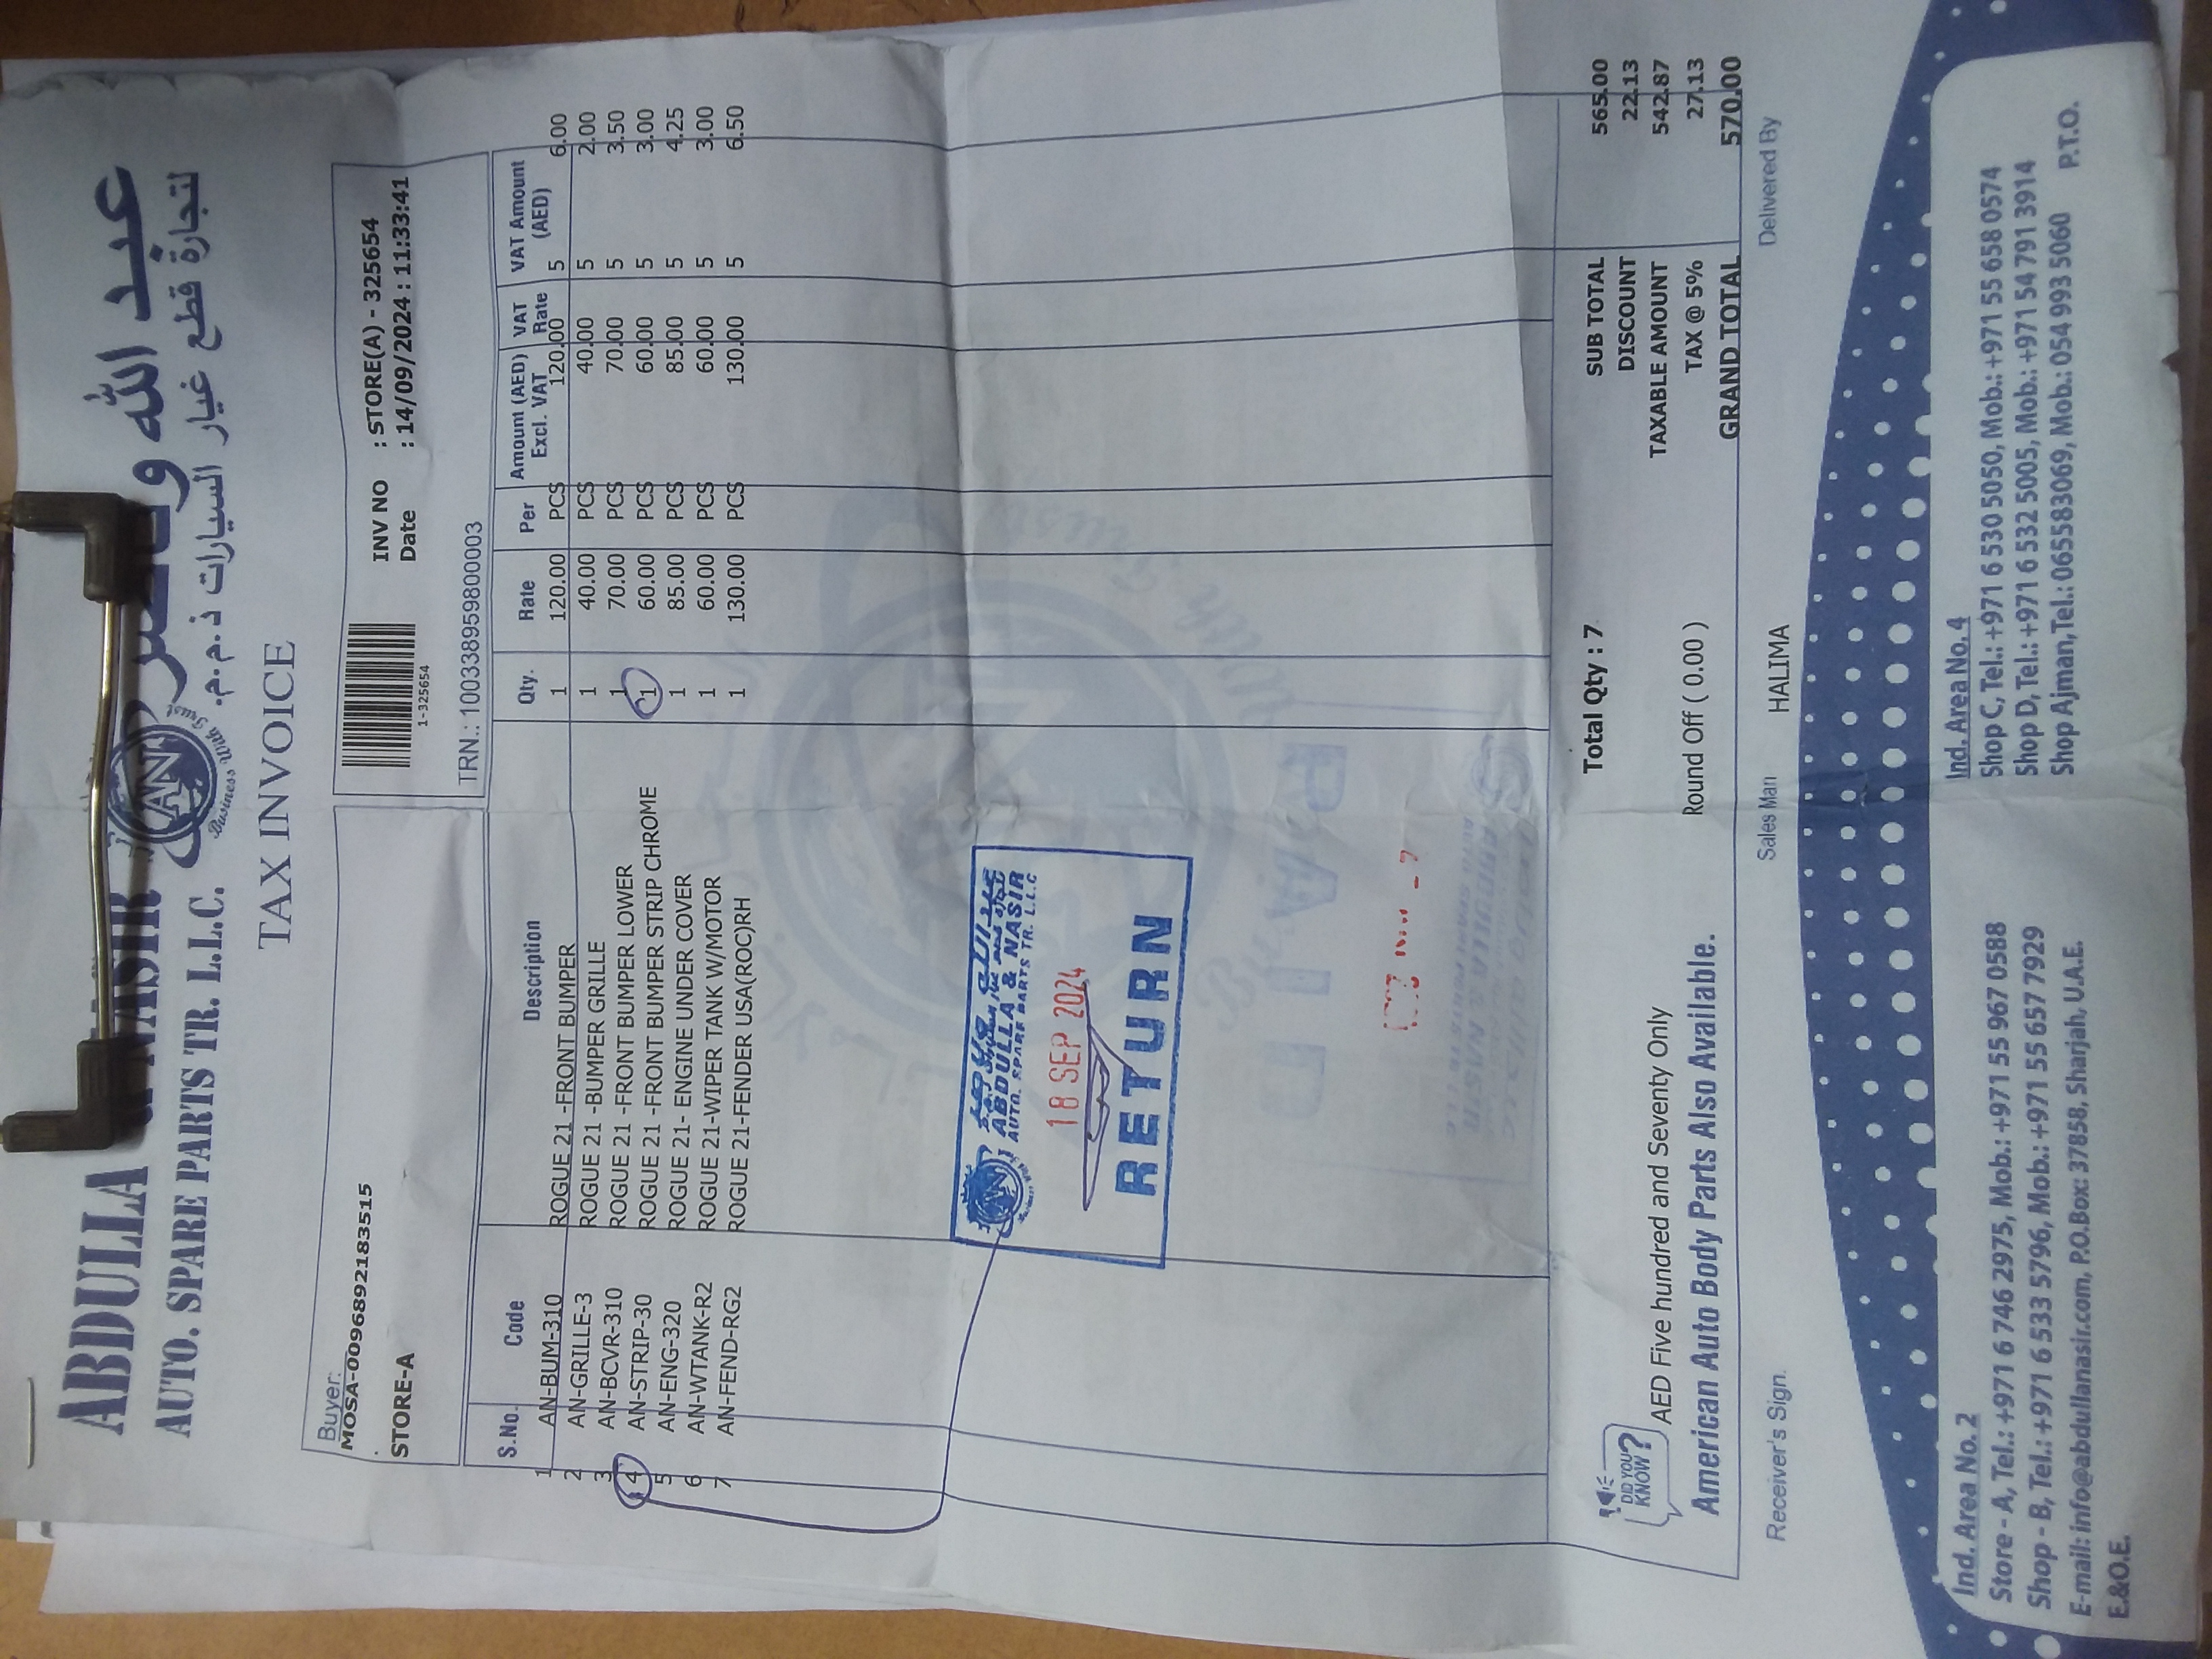 ABDULLA NASIR
عبد الله و
AUTO. SPARE PARTS TR. L.L.C.
لتجارة قطع غيار السيارات ذ.م.م.
AN
Business With
TAX INVOICE
Buyer:
MOSA-0096892183515
.
STORE-A
1-325654
INV NO : STORE(A) - 325654
Date : 14/09/2024 : 11:33:41
TRN.: 100338959800003
S.No. Code Description Qty. Rate Per Amount (AED) Excl. VAT VAT Rate VAT Amount (AED)
1 AN-BUM-310 ROGUE 21 -FRONT BUMPER 1 120.00 PCS 120.00 5 6.00
2 AN-GRILLE-3 ROGUE 21 -BUMPER GRILLE 1 40.00 PCS 40.00 5 2.00
3 AN-BCVR-310 ROGUE 21 -FRONT BUMPER LOWER 1 70.00 PCS 70.00 5 3.50
4 AN-STRIP-30 ROGUE 21 -FRONT BUMPER STRIP CHROME 1 60.00 PCS 60.00 5 3.00
5 AN-ENG-320 ROGUE 21- ENGINE UNDER COVER 1 85.00 PCS 85.00 5 4.25
6 AN-WTANK-R2 ROGUE 21-WIPER TANK W/MOTOR 1 60.00 PCS 60.00 5 3.00
7 AN-FEND-RG2 ROGUE 21-FENDER USA(ROC)RH 1 130.00 PCS 130.00 5 6.50
ABDULLA & NASIR
AUTO. SPARE PARTS TR. L.L.C
18 SEP 2024
RETURN
PAID
Total Qty : 7 SUB TOTAL 565.00
DISCOUNT 22.13
DID YOU KNOW?
AED Five hundred and Seventy Only TAXABLE AMOUNT 542.87
Round Off ( 0.00 ) TAX @ 5% 27.13
American Auto Body Parts Also Available. GRAND TOTAL 570.00
Receiver's Sign. Sales Man HALIMA Delivered By
Ind. Area No.2
Store - A, Tel.: +971 6 746 2975, Mob.: +971 55 967 0588
Shop - B, Tel.: +971 6 533 5796, Mob.: +971 55 657 7929
E-mail: info@abdullanasir.com, P.O.Box: 37858, Sharjah, U.A.E.
E.&O.E.
Ind. Area No.4
Shop C, Tel.: +971 6 530 5050, Mob.: +971 55 658 0574
Shop D, Tel.: +971 6 532 5005, Mob.: +971 54 791 3914
Shop Ajman,Tel.: 065583069, Mob.: 054 993 5060 P.T.O.